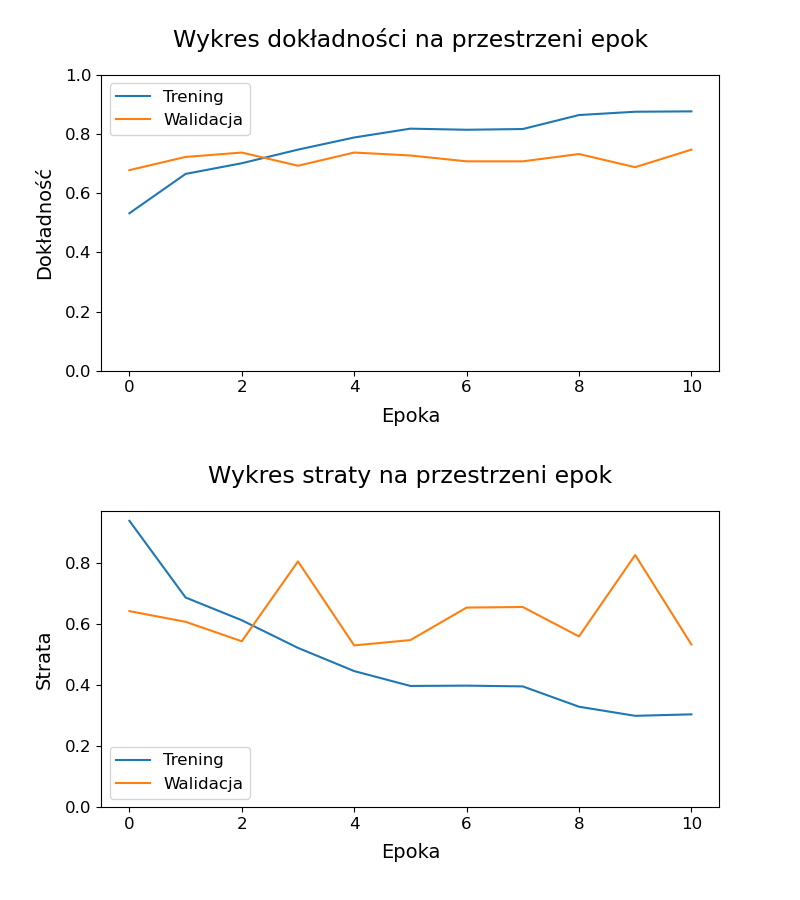 Wykres dokładności na przestrzeni epok
1.0
0.8
0.6
0.4
0.2
0.0
Dokładność
Trening
Walidacja
0 2 4 6 8 10
Epoka
Wykres straty na przestrzeni epok
0.8
0.6
0.4
0.2
0.0
Strata
Trening
Walidacja
0 2 4 6 8 10
Epoka